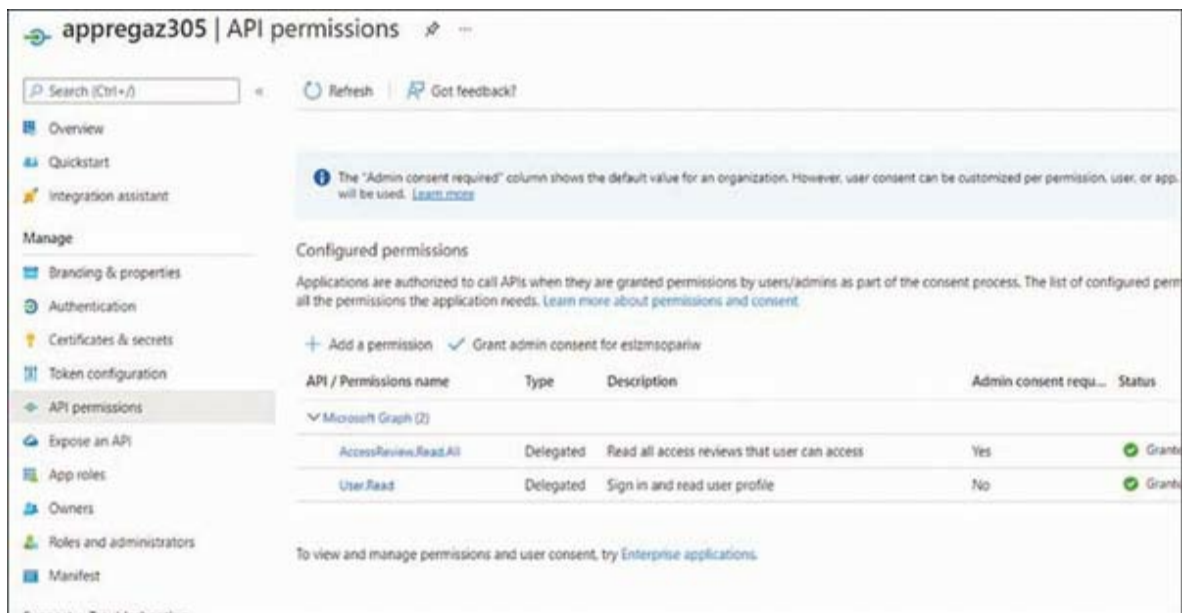 appregaz305 | API permissions
Search (Ctrl+/)
Refresh
Got feedback?
Overview
Quickstart
Integration assistant
The "Admin consent required" column shows the default value for an organization. However, user consent can be customized per permission, user, or app.
will be used. Learn more
Manage
Configured permissions
Branding & properties
Applications are authorized to call APIs when they are granted permissions by users/admins as part of the consent process. The list of configured perm
all the permissions the application needs. Learn more about permissions and consent
Authentication
Certificates & secrets
Add a permission
Grant admin consent for eslzmsopariw
Token configuration
API / Permissions name Type Description Admin consent requ... Status
API permissions
Microsoft Graph (2)
Expose an API
AccessReview.Read.All Delegated Read all access reviews that user can access Yes Grante
App roles
User.Read Delegated Sign in and read user profile No Grante
Owners
Roles and administrators
To view and manage permissions and user consent, try Enterprise applications.
Manifest